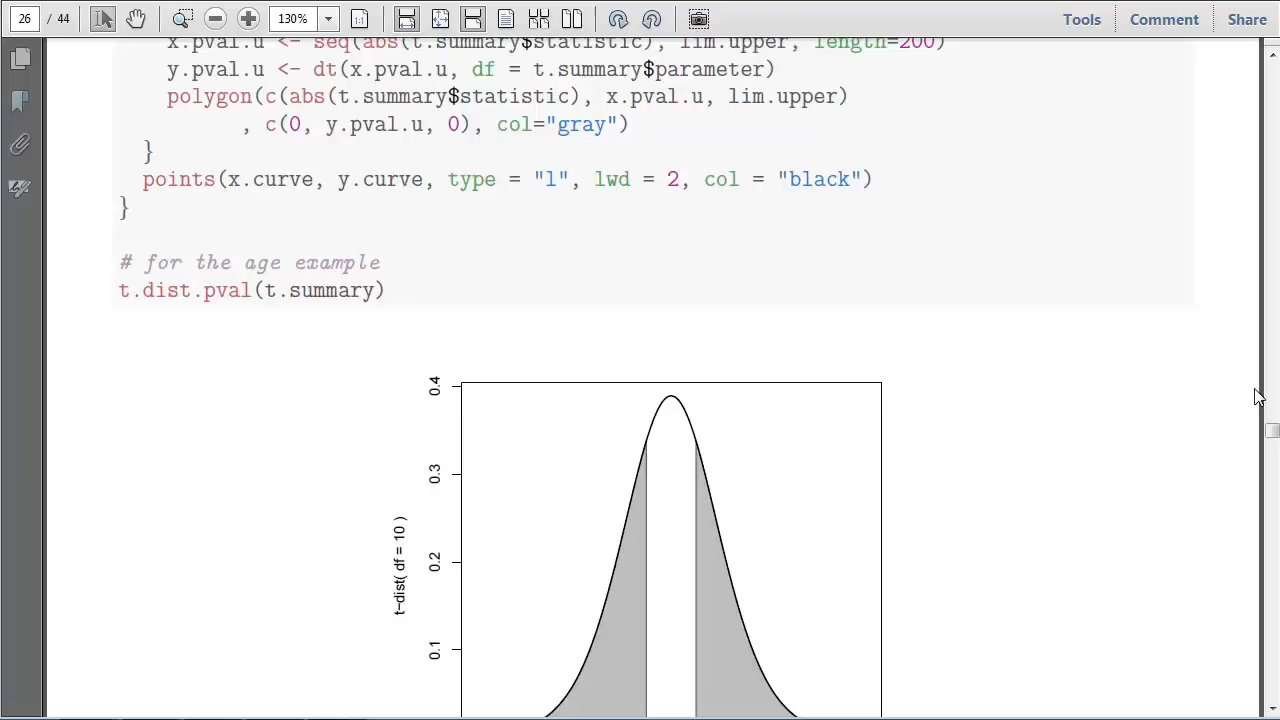 26 / 44 130% Tools Comment Share
x.pval.u <- seq(abs(t.summary$statistic), lim.upper, length=200)
y.pval.u <- dt(x.pval.u, df = t.summary$parameter)
polygon(c(abs(t.summary$statistic), x.pval.u, lim.upper)
, c(0, y.pval.u, 0), col="gray")
}
points(x.curve, y.curve, type = "l", lwd = 2, col = "black")
}
# for the age example
t.dist.pval(t.summary)
0.4
0.3
0.2
0.1
t−dist( df = 10 )